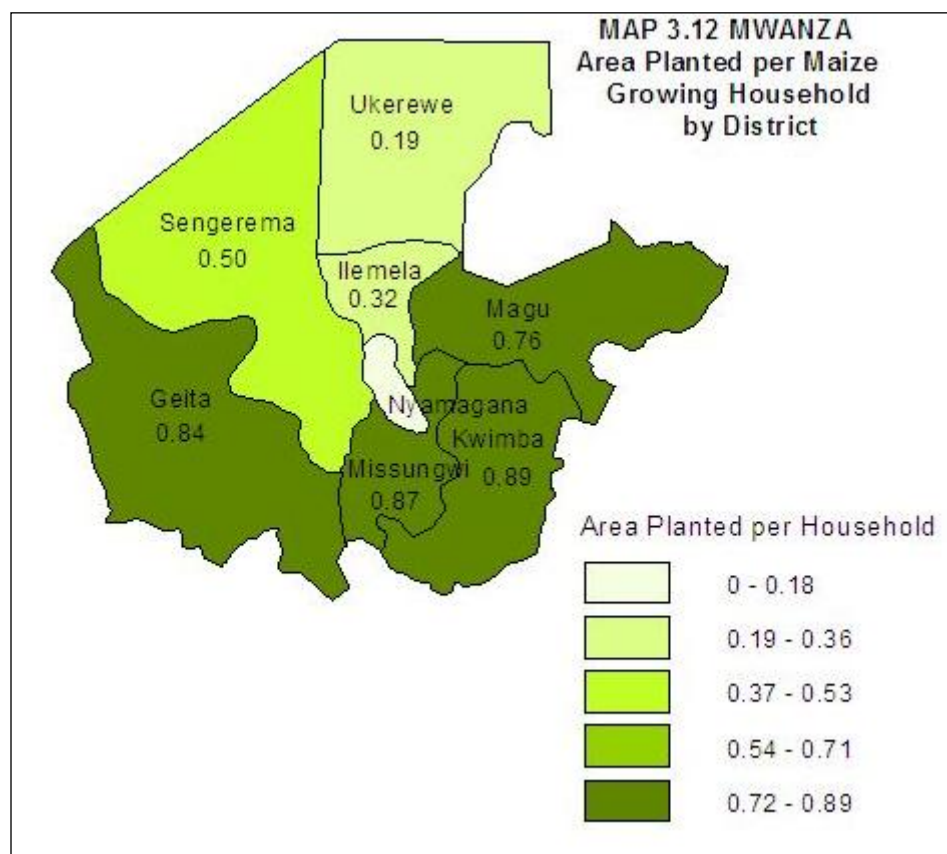 MAP 3.12 MWANZA
Area Planted per Maize
Growing Household
by District
Ukerewe
0.19
Sengerema
0.50
Ilemela
0.32
Magu
0.76
Geita
0.84
Nyamagana
Kwimba
0.89
Missungwi
0.87
Area Planted per Household
0 - 0.18
0.19 - 0.36
0.37 - 0.53
0.54 - 0.71
0.72 - 0.89